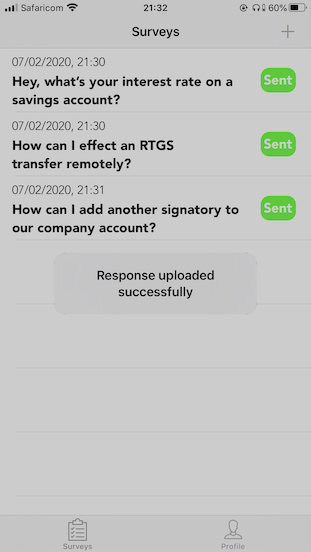 Safaricom 21:32 60%
Surveys
07/02/2020, 21:30
Hey, what's your interest rate on a
savings account?
Sent
07/02/2020, 21:30
How can I effect an RTGS
transfer remotely?
Sent
07/02/2020, 21:31
How can I add another signatory to
our company account?
Sent
Response uploaded
successfully
Surveys Profile